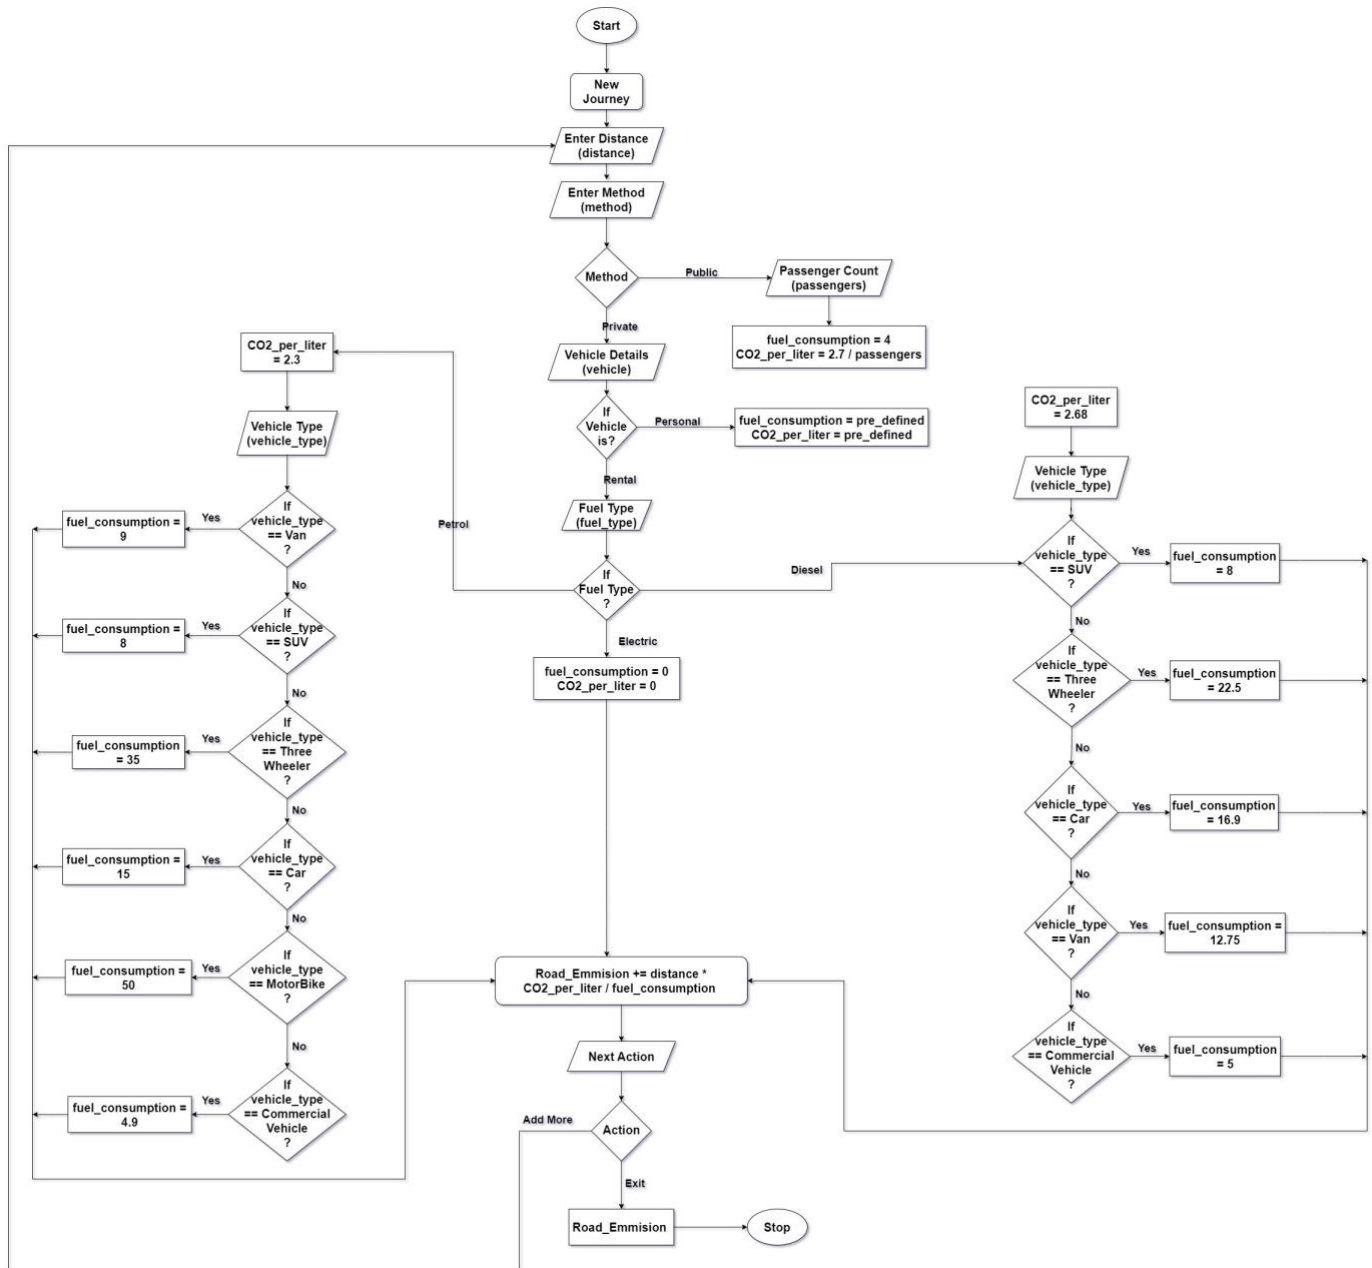 Start
New
Journey
Enter Distance
(distance)
Enter Method
(method)
Method
Public
Passenger Count
(passengers)
fuel_consumption = 4
CO2_per_liter = 2.7 / passengers
Private
Vehicle Details
(vehicle)
If
Vehicle
is?
Personal
fuel_consumption = pre_defined
CO2_per_liter = pre_defined
Rental
Fuel Type
(fuel_type)
If
Fuel Type
?
Petrol
Diesel
Electric
fuel_consumption = 0
CO2_per_liter = 0
CO2_per_liter
= 2.3
Vehicle Type
(vehicle_type)
If
vehicle_type
== Van
?
Yes
fuel_consumption =
9
No
If
vehicle_type
== SUV
?
Yes
fuel_consumption =
8
No
If
vehicle_type
== Three
Wheeler
?
Yes
fuel_consumption
= 35
No
If
vehicle_type
== Car
?
Yes
fuel_consumption =
15
No
If
vehicle_type
== MotorBike
?
Yes
fuel_consumption =
50
No
If
vehicle_type
== Commercial
Vehicle
?
Yes
fuel_consumption =
4.9
CO2_per_liter
= 2.68
Vehicle Type
(vehicle_type)
If
vehicle_type
== SUV
?
Yes
fuel_consumption
= 8
No
If
vehicle_type
== Three
Wheeler
?
Yes
fuel_consumption
= 22.5
No
If
vehicle_type
== Car
?
Yes
fuel_consumption
= 16.9
No
If
vehicle_type
== Van
?
Yes
fuel_consumption =
12.75
No
If
vehicle_type
== Commercial
Vehicle
?
Yes
fuel_consumption
= 5
Road_Emmision += distance *
CO2_per_liter / fuel_consumption
Next Action
Action
Add More
Exit
Road_Emmision
Stop